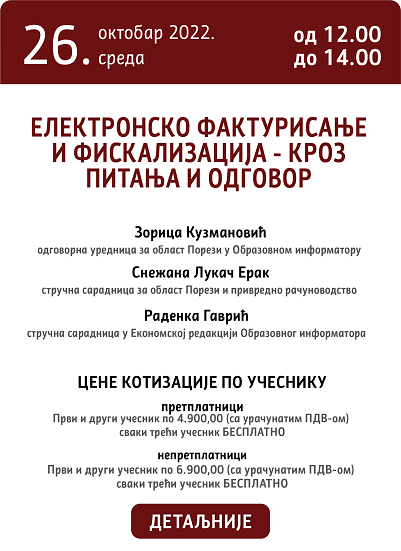 26. октобар 2022.
среда
од 12.00
до 14.00
ЕЛЕКТРОНСКО ФАКТУРИСАЊЕ
И ФИСКАЛИЗАЦИЈА - КРОЗ
ПИТАЊА И ОДГОВОР
Зорица Кузмановић
одговорна уредница за област Порези у Образовном информатору
Снежана Лукач Ерак
стручна сарадница за област Порези и привредно рачуноводство
Раденка Гаврић
стручна сарадница у Економској редакцији Образовног информатора
ЦЕНЕ КОТИЗАЦИЈЕ ПО УЧЕСНИКУ
претплатници
Први и други учесник по 4.900,00 (са урачунатим ПДВ-ом)
сваки трећи учесник БЕСПЛАТНО
непретплатници
Први и други учесник по 6.900,00 (са урачунатим ПДВ-ом)
сваки трећи учесник БЕСПЛАТНО
ДЕТАЉНИЈЕ